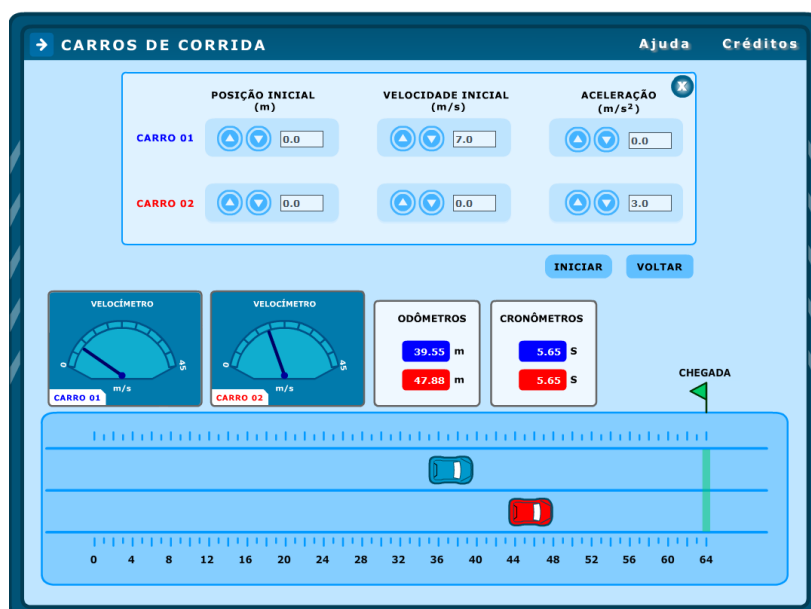 CARROS DE CORRIDA Ajuda Créditos
X
POSIÇÃO INICIAL (m) VELOCIDADE INICIAL (m/s) ACELERAÇÃO (m/s²)
CARRO 01 0.0 7.0 0.0
CARRO 02 0.0 0.0 3.0
INICIAR VOLTAR
VELOCÍMETRO
0 45
m/s
CARRO 01
VELOCÍMETRO
0 45
m/s
CARRO 02
ODÔMETROS
39.55 m
47.88 m
CRONÔMETROS
5.65 S
5.65 S
CHEGADA
0 4 8 12 16 20 24 28 32 36 40 44 48 52 56 60 64